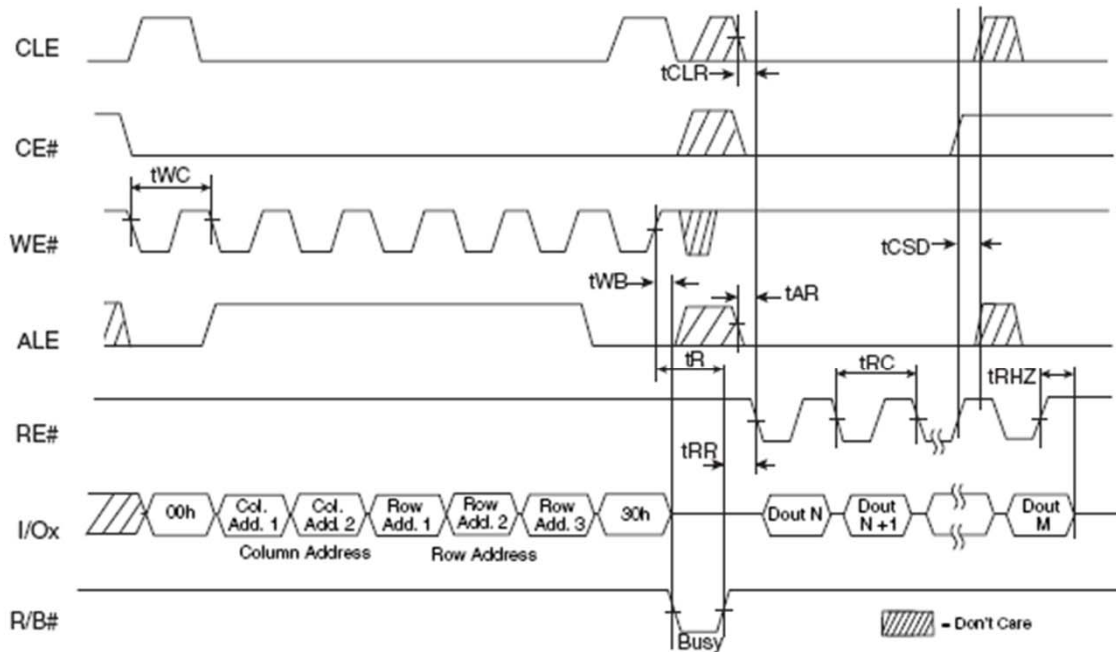 CLE
tCLR
CE#
tWC
WE#
tCSD
tWB
tAR
ALE
tR
tRC
tRHZ
RE#
tRR
I/Ox
00h
Col. Add. 1
Col. Add. 2
Row Add. 1
Row Add. 2
Row Add. 3
30h
Dout N
Dout N +1
Dout M
Column Address
Row Address
R/B#
Busy
= Don't Care